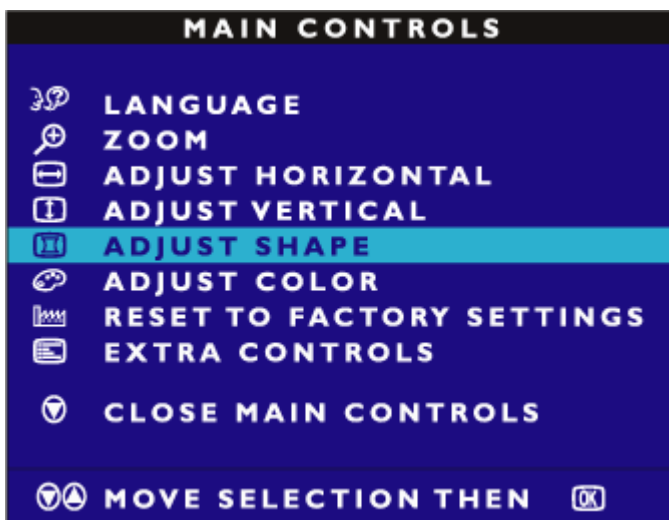 MAIN CONTROLS
LANGUAGE
ZOOM
ADJUST HORIZONTAL
ADJUST VERTICAL
ADJUST SHAPE
ADJUST COLOR
RESET TO FACTORY SETTINGS
EXTRA CONTROLS
CLOSE MAIN CONTROLS
MOVE SELECTION THEN OK